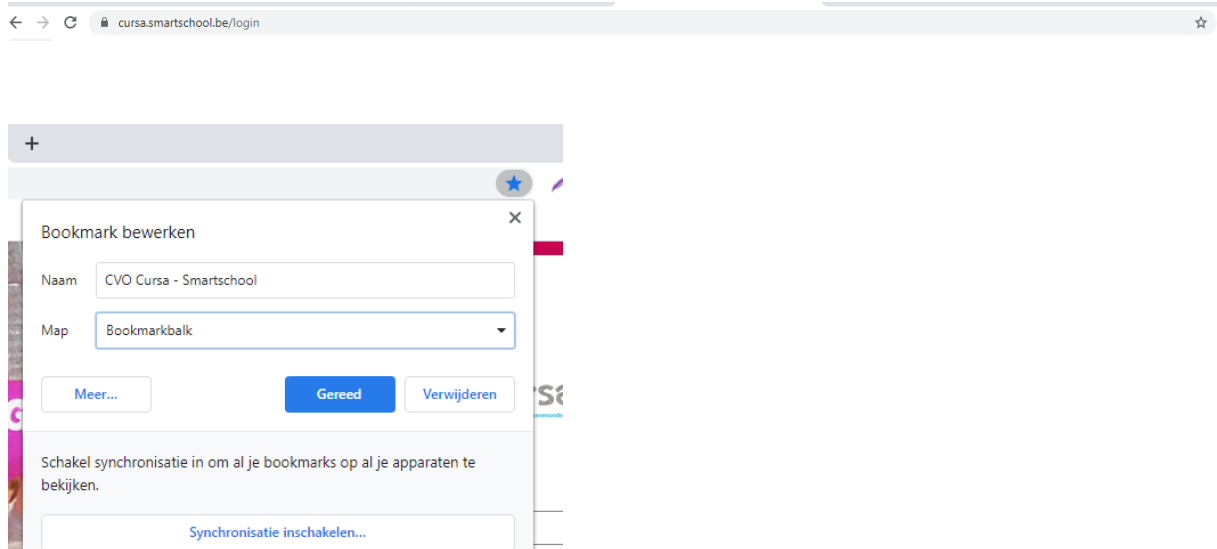 cursa.smartschool.be/login
Bookmark bewerken
Naam CVO Cursa - Smartschool
Map Bookmarkbalk
Meer... Gereed Verwijderen
Schakel synchronisatie in om al je bookmarks op al je apparaten te
bekijken.
Synchronisatie inschakelen...